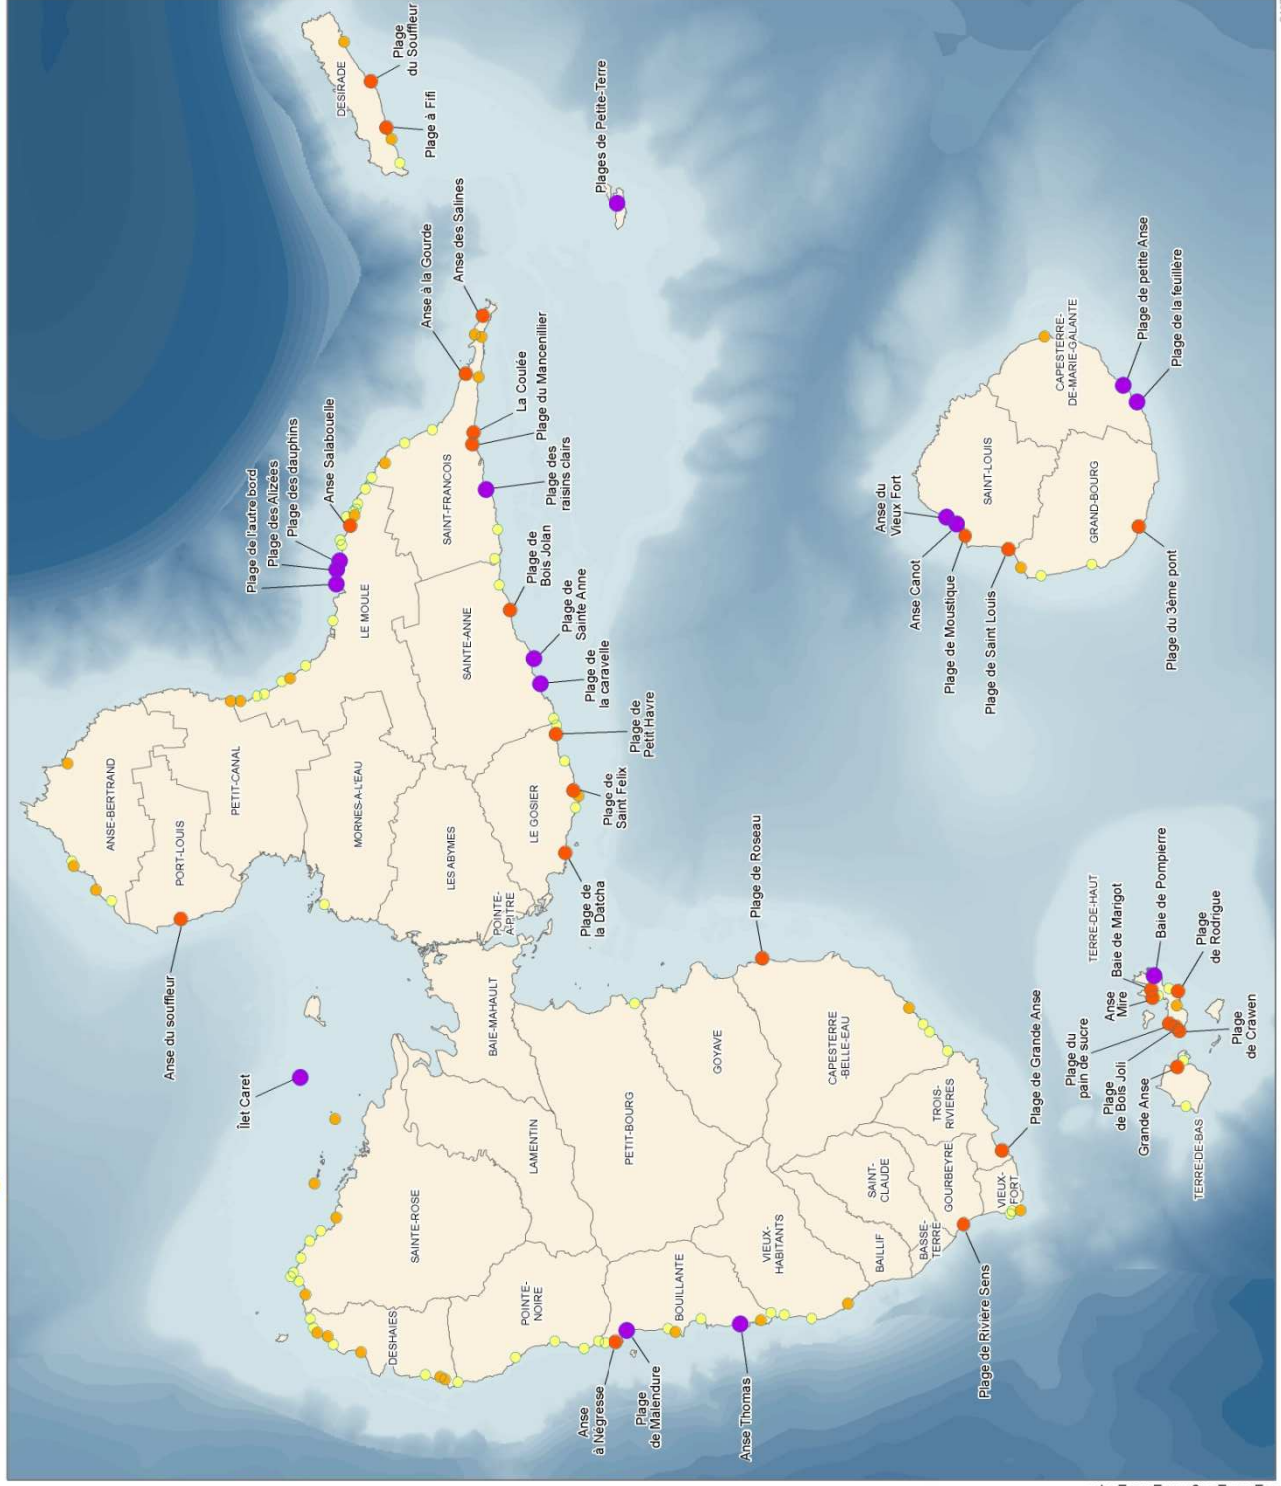 Anse du souffleur
Îlet Caret
ANSE-BERTRAND
PORT-LOUIS
PETIT-CANAL
Plage de l'autre bord
Plage des Alizées
Plage des dauphins
Anse Salabouelle
DESIRADE
Plage
du Souffleur
Plage à Fifi
MORNES-A-L'EAU
LE MOULE
DESHAIES
SAINTE-ROSE
Anse à la Gourde
Anse des Salines
LES ABYMES
SAINTE-ANNE
SAINT-FRANCOIS
POINTE-
A-PITRE
BAIE-MAHAULT
LE GOSIER
La Coulée
Plage du Mancenillier
Plage des
raisins clairs
Plage de
Bois Jolan
Plage de
Sainte Anne
Plage de
la caravelle
Plage de
Petit Havre
Plage de
Saint Felix
Plage de
la Datcha
POINTE-
NOIRE
LAMENTIN
Plages de Petite-Terre
Anse
à Négresse
Plage
de Malendure
PETIT-BOURG
BOUILLANTE
GOYAVE
Anse Thomas
Plage de Roseau
VIEUX-
HABITANTS
CAPESTERRE
-BELLE-EAU
BAILLIF
SAINT-
CLAUDE
BASSE-
TERRE
GOURBEYRE
TROIS-
RIVIERES
VIEUX-
FORT
Plage de Rivière Sens
Plage de Grande Anse
Anse du
Vieux Fort
Anse Canot
Plage de Moustique
Plage de Saint Louis
SAINT-LOUIS
CAPESTERRE-
DE-MARIE-GALANTE
GRAND-BOURG
Plage de petite Anse
Plage de la feuillère
Plage du 3ème pont
TERRE-DE-HAUT
Anse
Mire
Baie de Marigot
Baie de Pompierre
Plage
de Rodrigue
Plage du
pain de sucre
Plage
de Bois Joli
Grande Anse
Plage
de Crawen
TERRE-DE-BAS